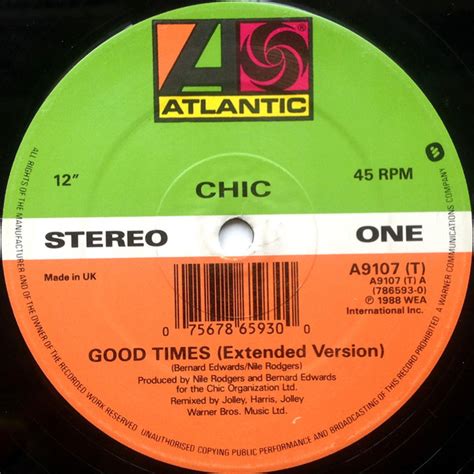 ATLANTIC
12"
CHIC
45 RPM
STEREO
ONE
Made in UK
A9107 (T)
A9107 (T) A
(786593-0)
℗ 1988 WEA
International Inc.
0 75678 65930 0
GOOD TIMES (Extended Version)
(Bernard Edwards/Nile Rodgers)
Produced by Nile Rodgers and Bernard Edwards
for the Chic Organization Ltd.
Remixed by Jolley, Harris, Jolley
Warner Bros. Music Ltd.
ALL RIGHTS OF THE MANUFACTURER AND OF THE OWNER OF THE RECORDED WORK RESERVED. UNAUTHORISED COPYING PUBLIC PERFORMANCE AND BROADCASTING OF THIS RECORD PROHIBITED.
A WARNER COMMUNICATIONS COMPANY